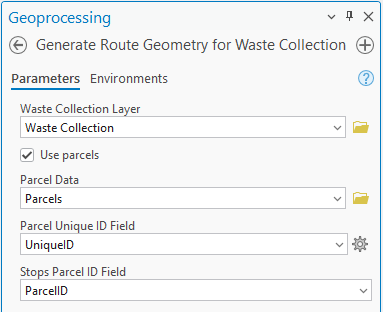 Geoprocessing
Generate Route Geometry for Waste Collection
Parameters Environments
Waste Collection Layer
Waste Collection
Use parcels
Parcel Data
Parcels
Parcel Unique ID Field
UniqueID
Stops Parcel ID Field
ParcelID